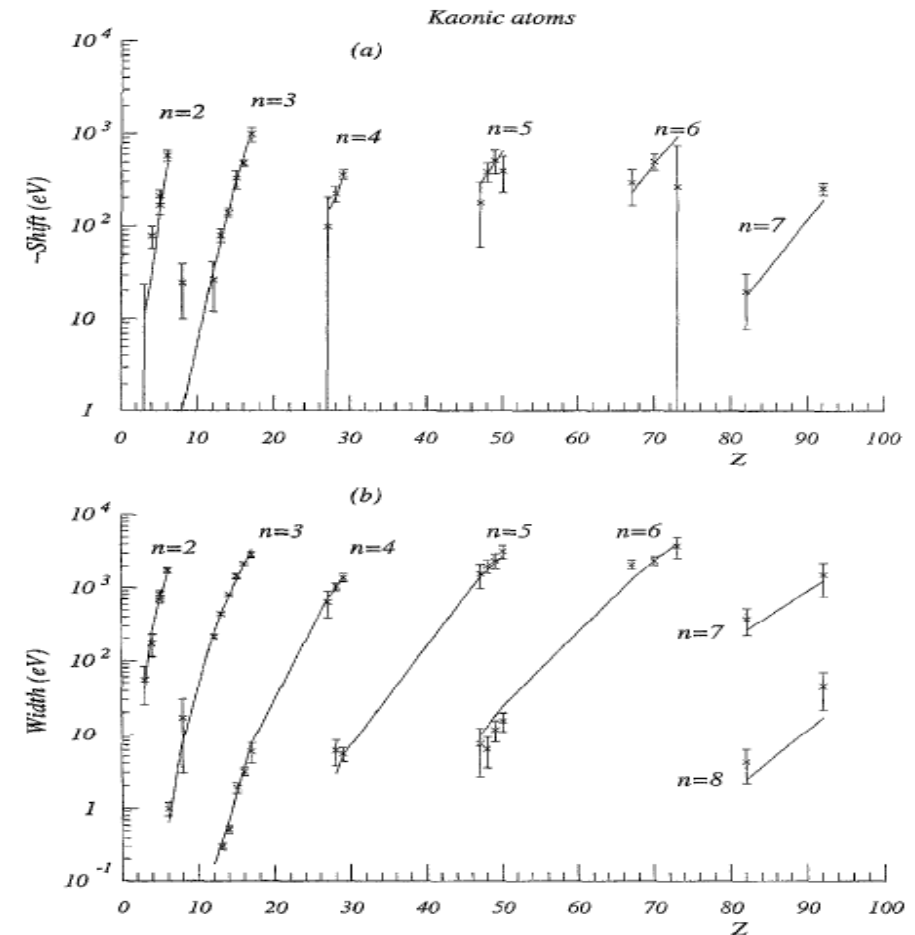 Kaonic atoms
(a)
10^4
10^3
10^2
10
1
−Shift (eV)
n=2
n=3
n=4
n=5
n=6
n=7
0 10 20 30 40 50 60 70 80 90 100
Z
(b)
10^4
10^3
10^2
10
1
10^-1
Width (eV)
n=2
n=3
n=4
n=5
n=6
n=7
n=8
0 10 20 30 40 50 60 70 80 90 100
Z